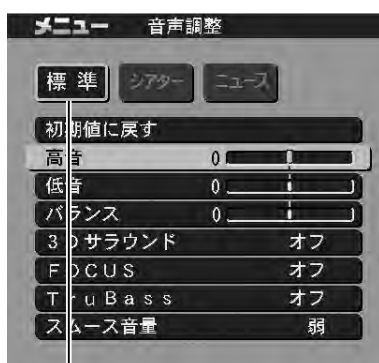 メニュー 音声調整
標準 シアター ニュース
初期値に戻す
高音 0
低音 0
バランス 0
3Dサラウンド オフ
FOCUS オフ
TruBass オフ
スムース音量 弱